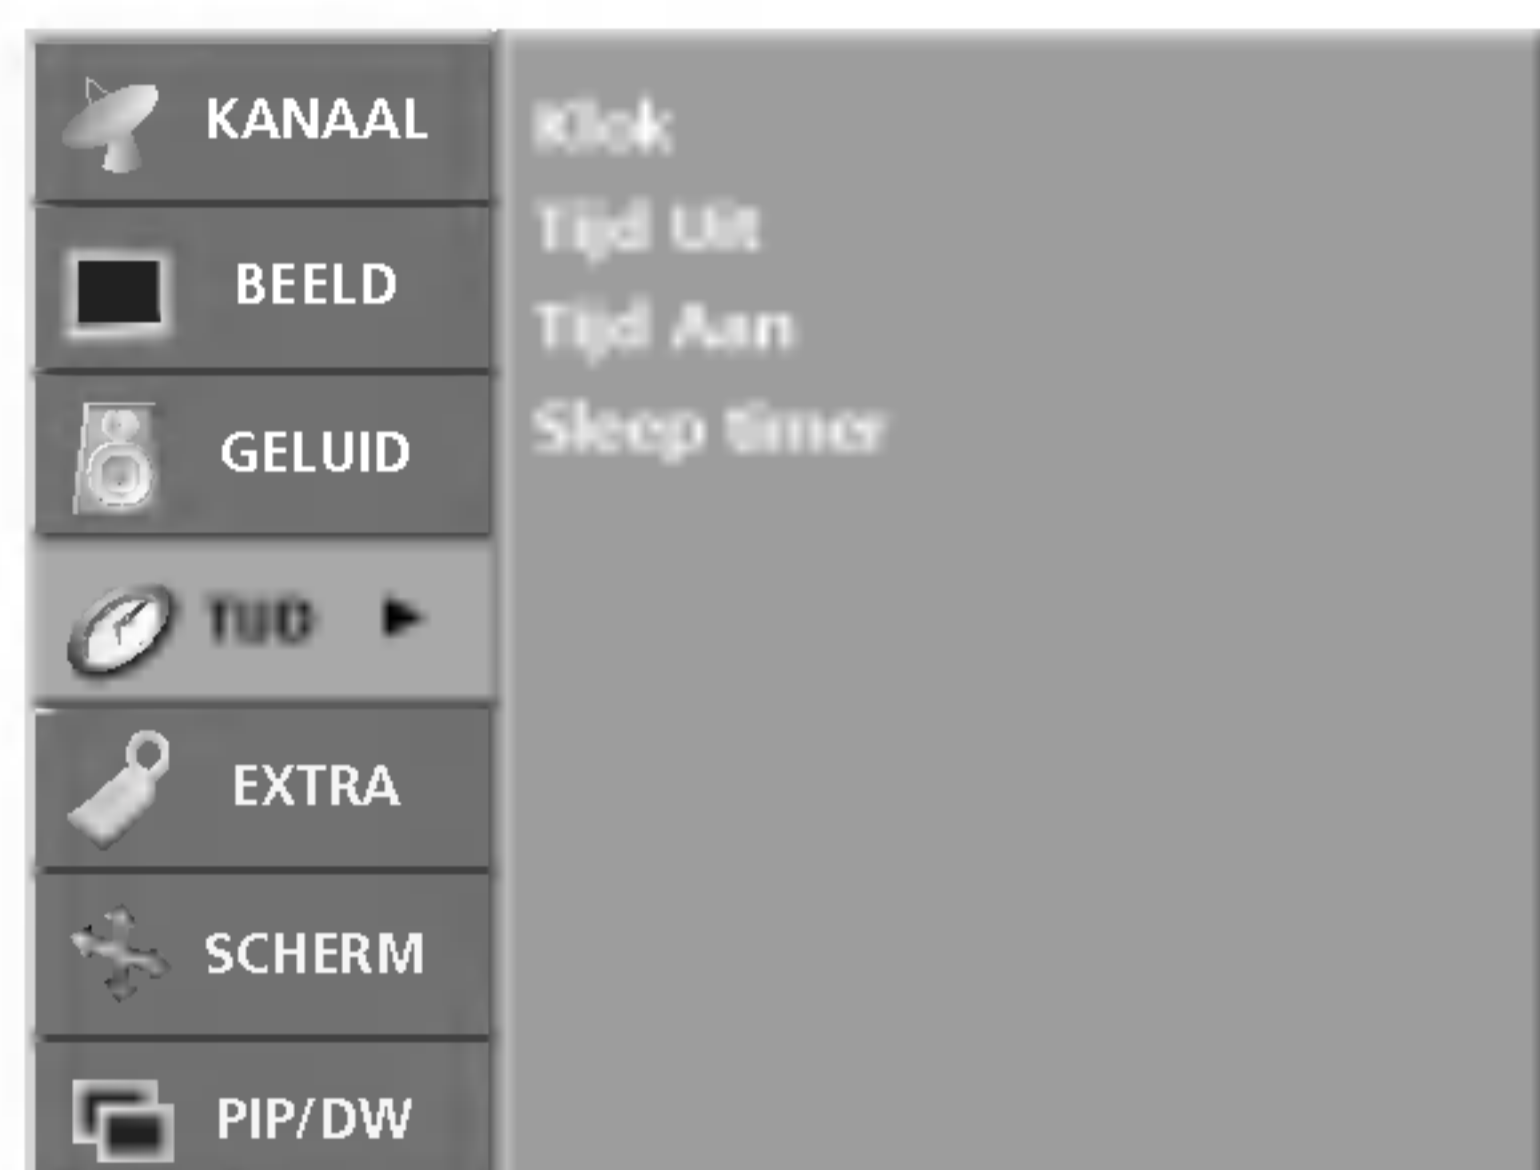 KANAAL
BEELD
GELUID
TIJD
EXTRA
SCHERM
PIP/DW
Klok
Tijd Uit
Tijd Aan
Sleep timer